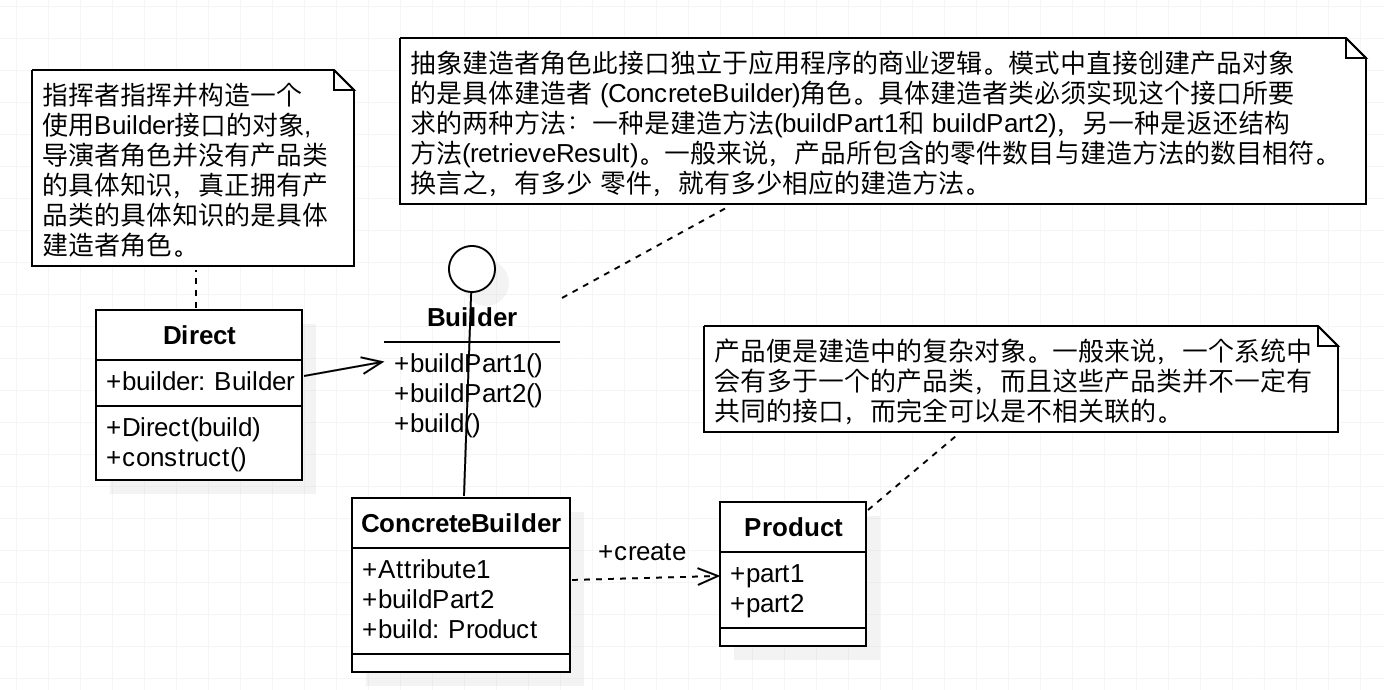 指挥者指挥并构造一个
使用Builder接口的对象,
导演者角色并没有产品类
的具体知识，真正拥有产
品类的具体知识的是具体
建造者角色。
抽象建造者角色此接口独立于应用程序的商业逻辑。模式中直接创建产品对象
的是具体建造者 (ConcreteBuilder)角色。具体建造者类必须实现这个接口所要
求的两种方法：一种是建造方法(buildPart1和 buildPart2)，另一种是返还结构
方法(retrieveResult)。一般来说，产品所包含的零件数目与建造方法的数目相符。
换言之，有多少 零件，就有多少相应的建造方法。
Direct
+builder: Builder
+Direct(build)
+construct()
Builder
+buildPart1()
+buildPart2()
+build()
产品便是建造中的复杂对象。一般来说，一个系统中
会有多于一个的产品类，而且这些产品类并不一定有
共同的接口，而完全可以是不相关联的。
ConcreteBuilder
+Attribute1
+buildPart2
+build: Product
+create
Product
+part1
+part2